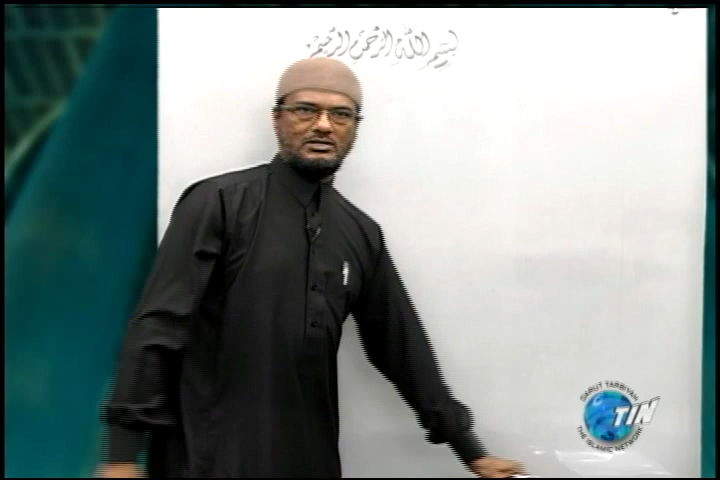 بسم الله الرحمن الرحيم
DARUT TARBIYAH
TIN
THE ISLAMIC NETWORK